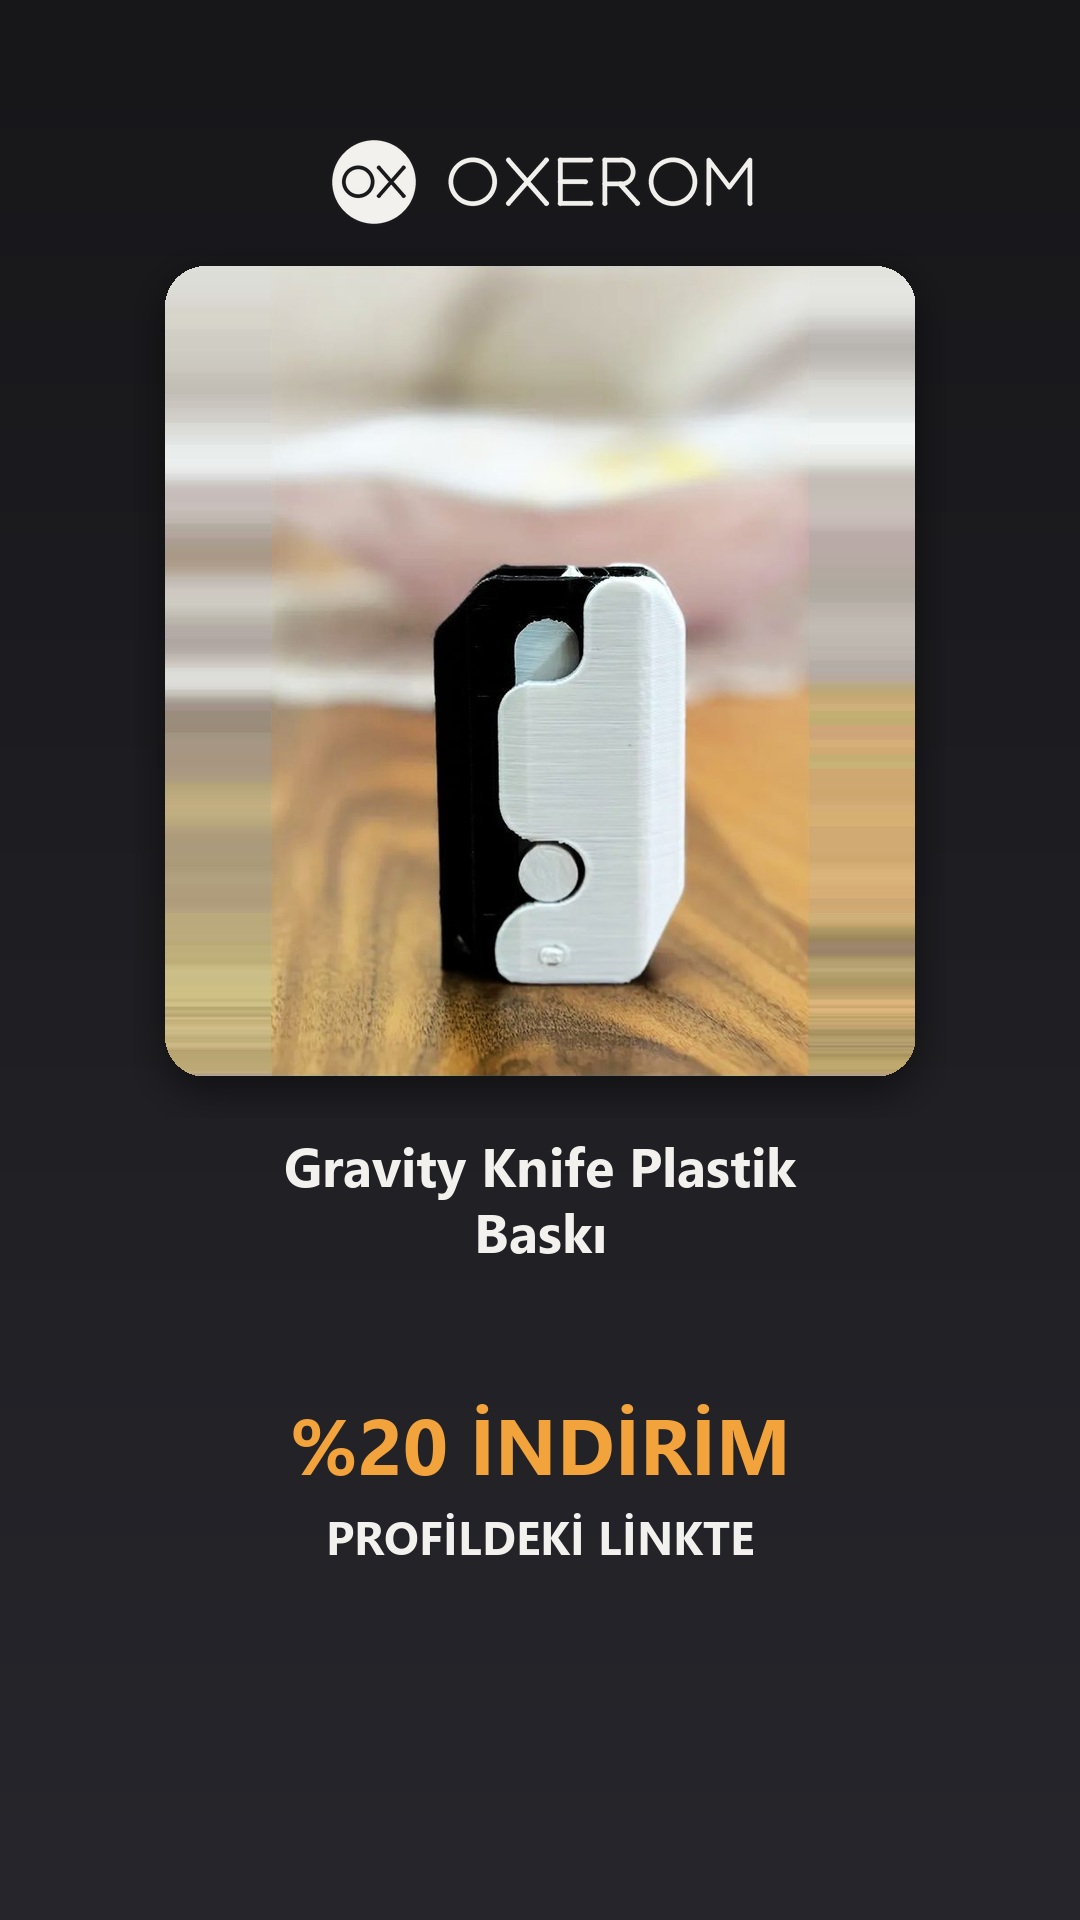 OX OXEROM
Gravity Knife Plastik
Baskı
%20 İNDİRİM
PROFİLDEKİ LİNKTE